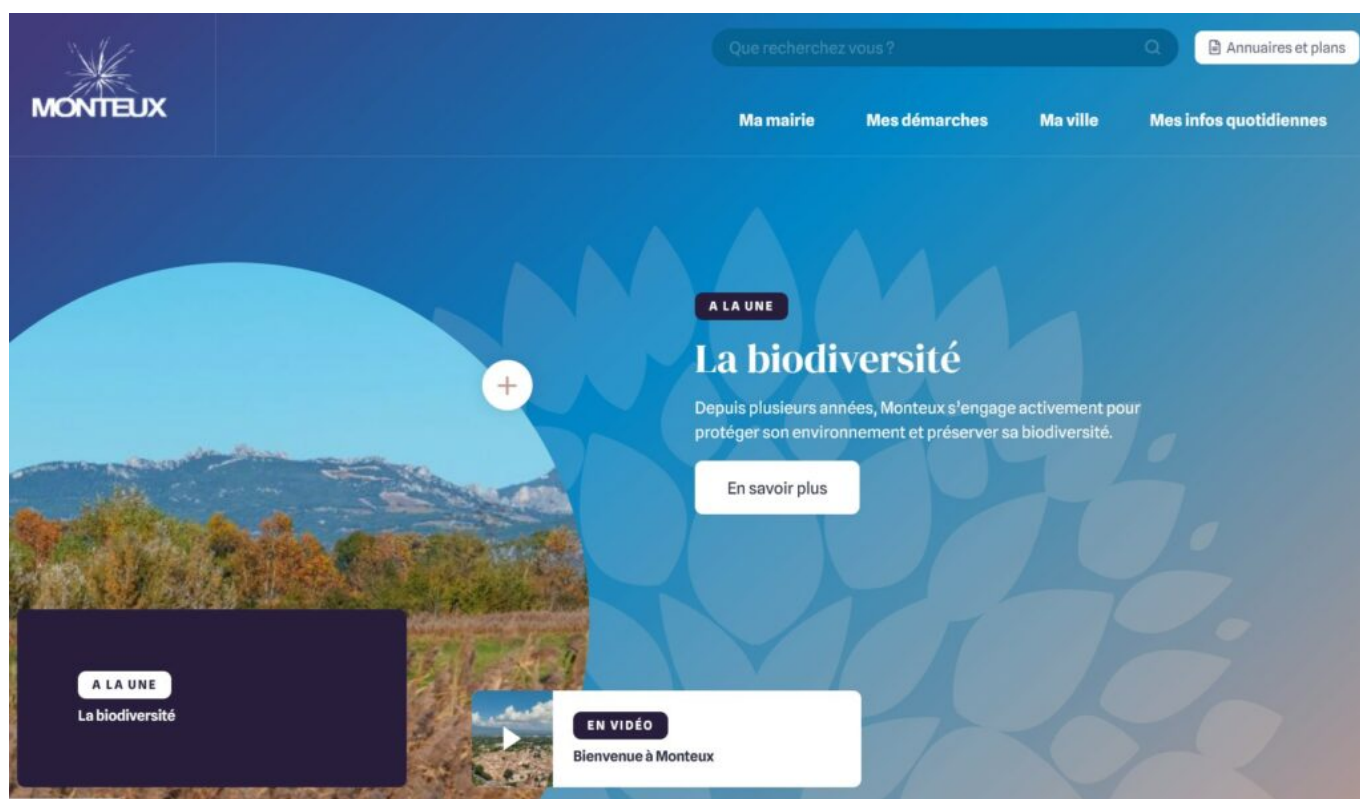 MONTEUX
Que recherchez vous ?
Annuaires et plans
Ma mairie
Mes démarches
Ma ville
Mes infos quotidiennes
A LA UNE
La biodiversité
Depuis plusieurs années, Monteux s'engage activement pour
protéger son environnement et préserver sa biodiversité.
En savoir plus
A LA UNE
La biodiversité
EN VIDÉO
Bienvenue à Monteux